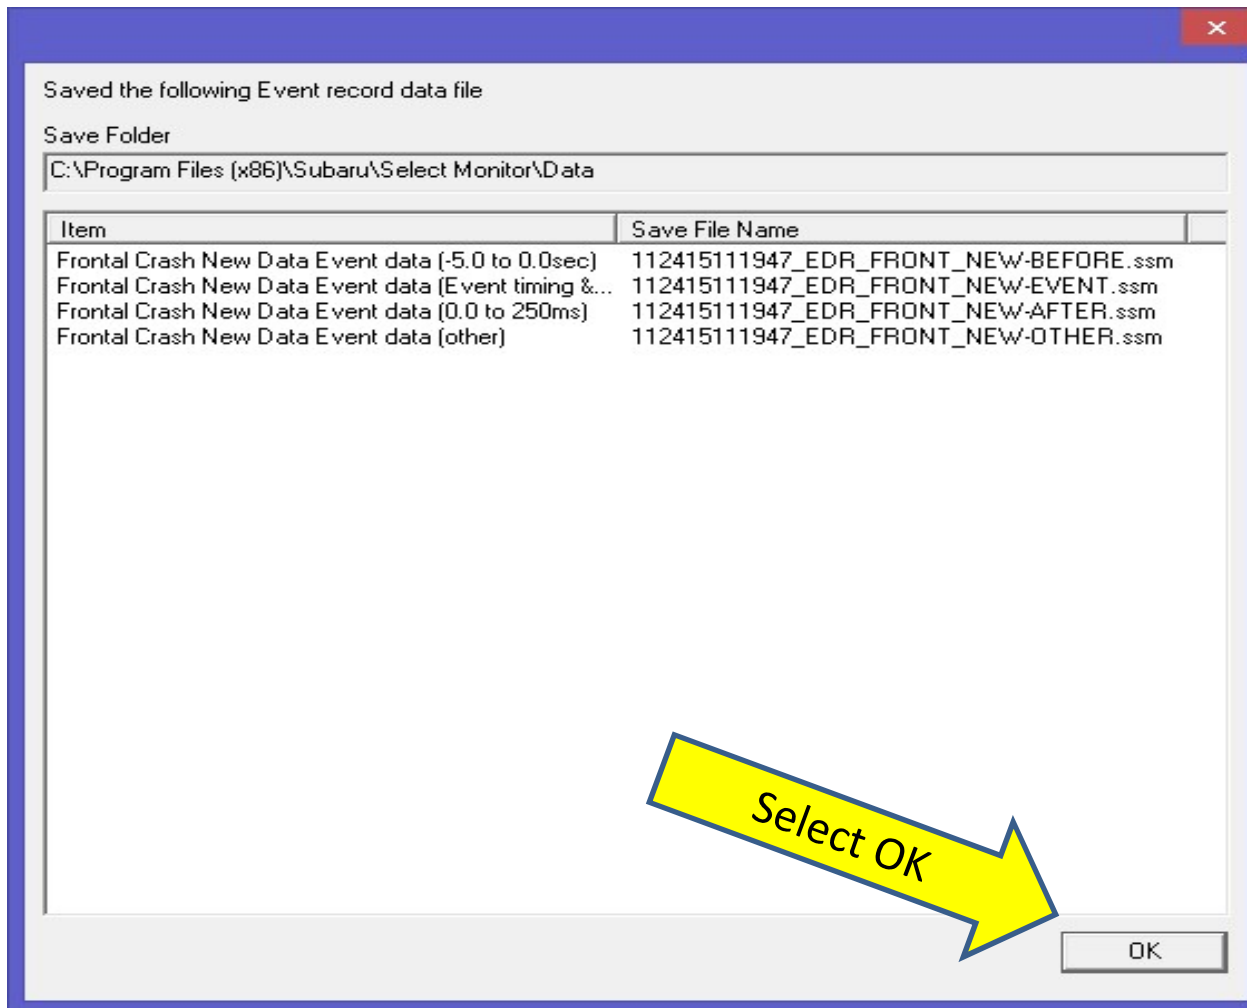 Saved the following Event record data file
Save Folder
C:\Program Files (x86)\Subaru\Select Monitor\Data
Item Save File Name
Frontal Crash New Data Event data (-5.0 to 0.0sec) 112415111947_EDR_FRONT_NEW-BEFORE.ssm
Frontal Crash New Data Event data (Event timing &... 112415111947_EDR_FRONT_NEW-EVENT.ssm
Frontal Crash New Data Event data (0.0 to 250ms) 112415111947_EDR_FRONT_NEW-AFTER.ssm
Frontal Crash New Data Event data (other) 112415111947_EDR_FRONT_NEW-OTHER.ssm
Select OK
OK